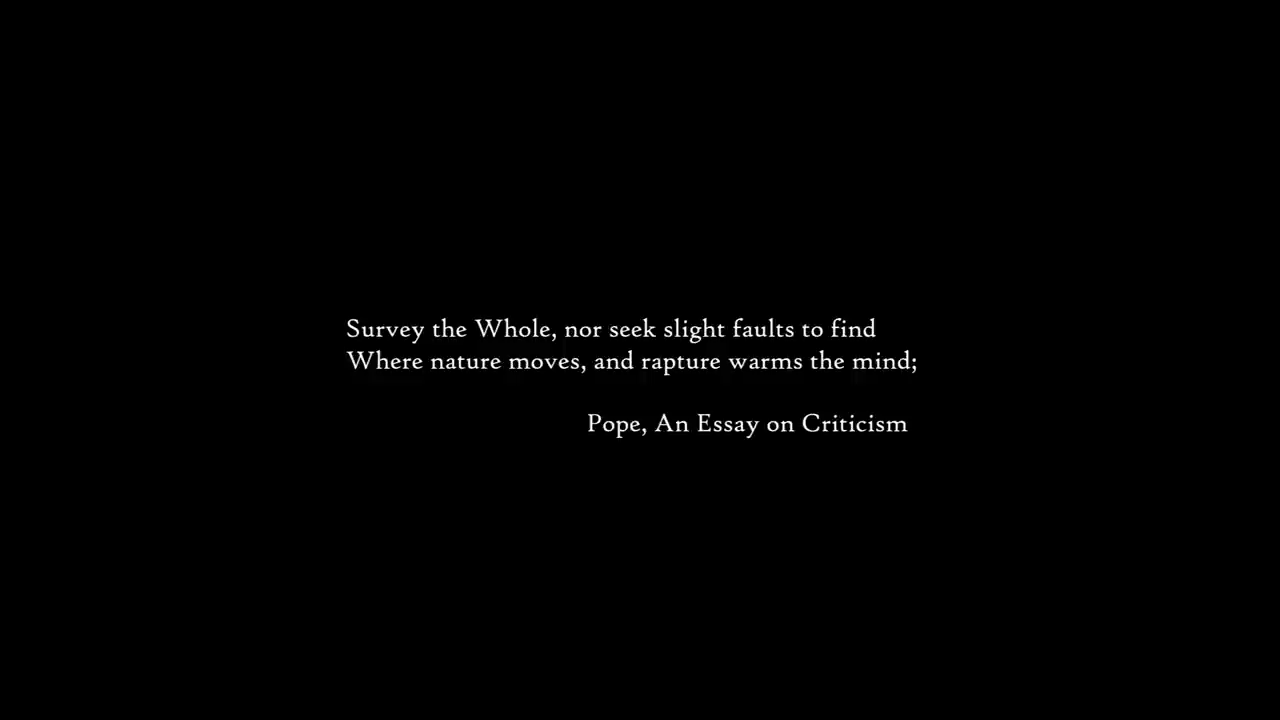 Survey the Whole, nor seek slight faults to find
Where nature moves, and rapture warms the mind;
Pope, An Essay on Criticism